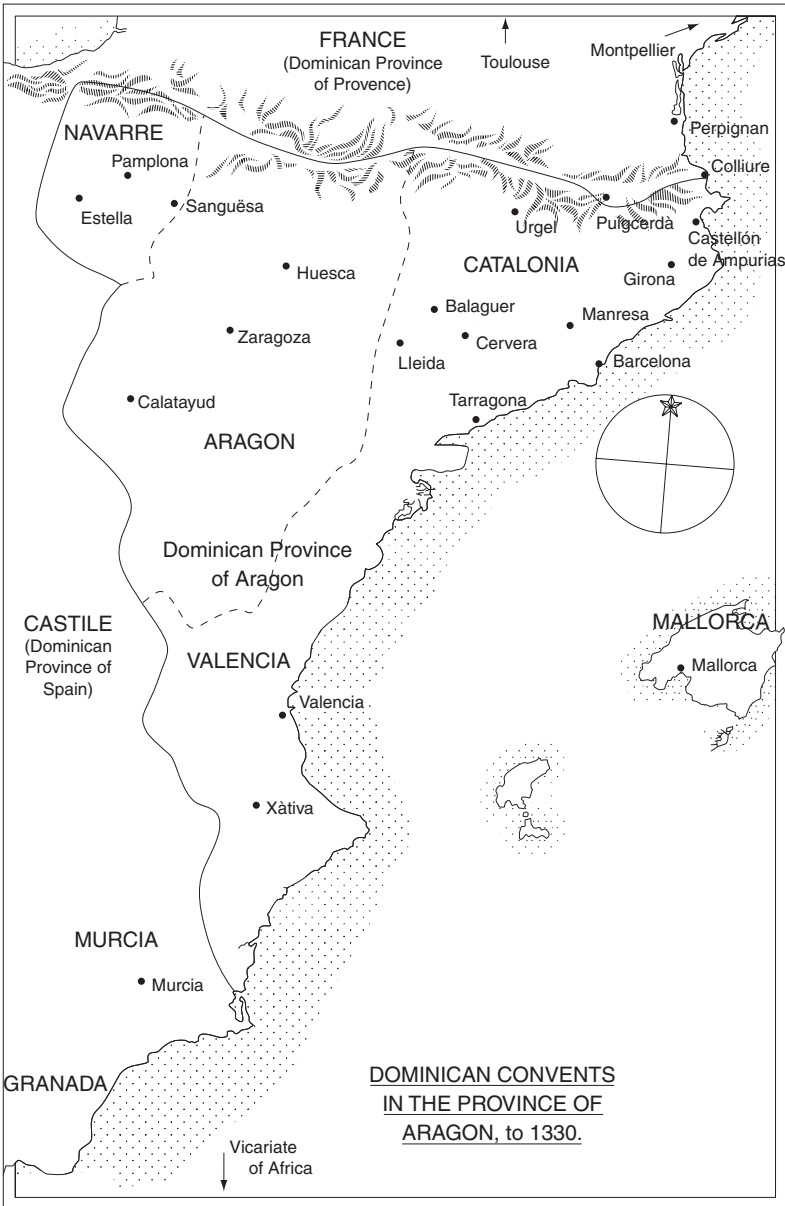 FRANCE
(Dominican Province
of Provence)
Toulouse
Montpellier
Perpignan
NAVARRE
Pamplona
Colliure
Estella
Sanguësa
Urgel
Puigcerdà
Castellón
de Ampurias
Huesca
CATALONIA
Girona
Balaguer
Manresa
Zaragoza
Cervera
Lleida
Barcelona
Calatayud
Tarragona
ARAGON
Dominican Province
of Aragon
CASTILE
(Dominican
Province of
Spain)
MALLORCA
VALENCIA
Mallorca
Valencia
Xàtiva
MURCIA
Murcia
GRANADA
DOMINICAN CONVENTS
IN THE PROVINCE OF
ARAGON, to 1330.
Vicariate
of Africa